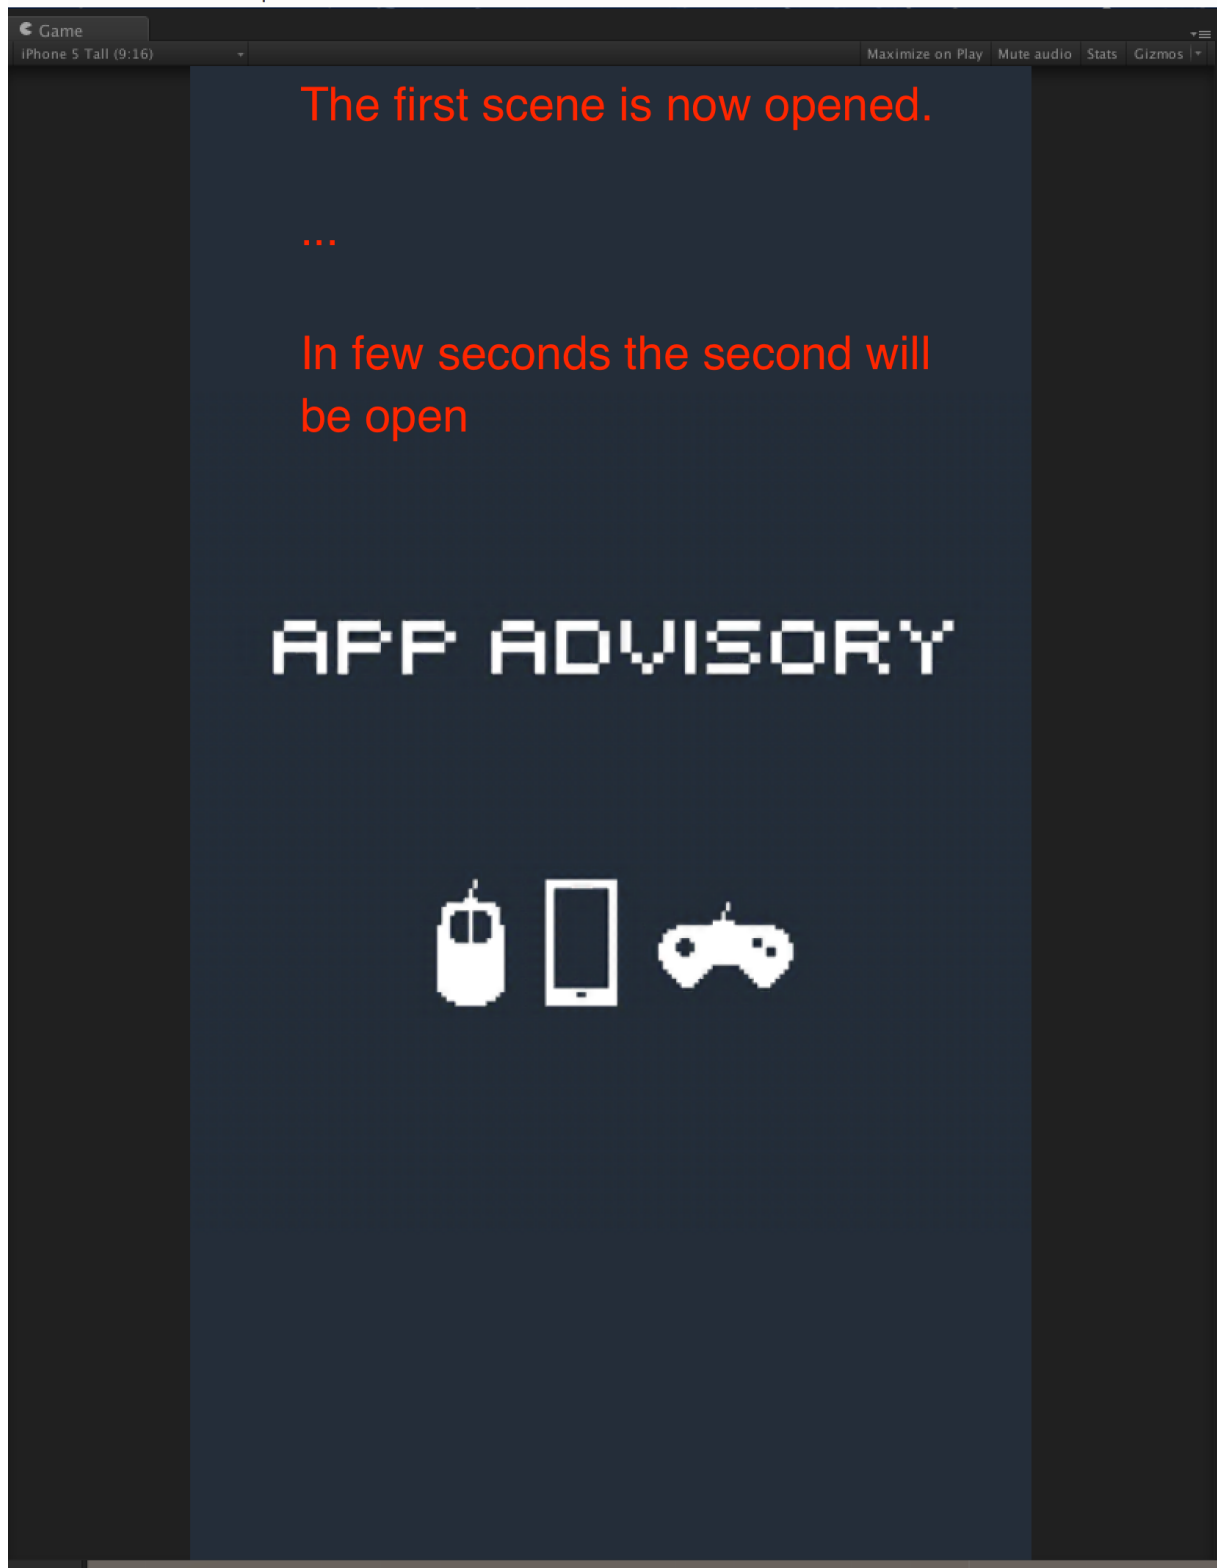 Game
iPhone 5 Tall (9:16)
Maximize on Play
Mute audio
Stats
Gizmos
The first scene is now opened.
...
In few seconds the second will
be open
APP ADVISORY